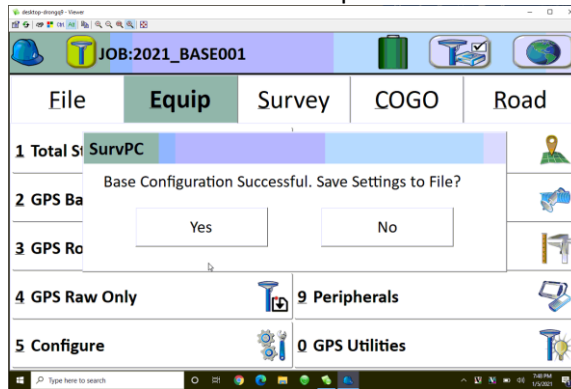 desktop-drongq8 - Viewer
JOB:2021_BASE001
File Equip Survey COGO Road
1 Total St
SurvPC
Base Configuration Successful. Save Settings to File?
2 GPS Ba
Yes No
3 GPS Ro
4 GPS Raw Only 9 Peripherals
5 Configure 0 GPS Utilities
Type here to search
7:40 PM
1/5/2021